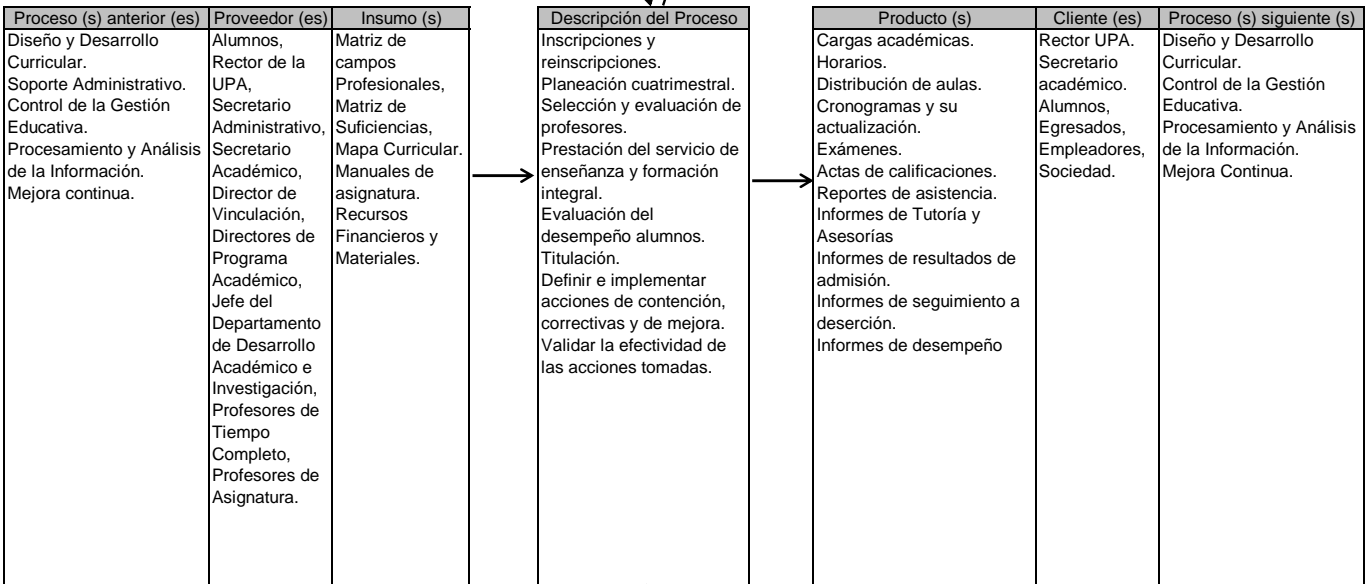 Proceso (s) anterior (es)
Diseño y Desarrollo
Curricular.
Soporte Administrativo.
Control de la Gestión
Educativa.
Procesamiento y Análisis
de la Información.
Mejora continua.
Proveedor (es)
Alumnos,
Rector de la
UPA,
Secretario
Administrativo,
Secretario
Académico,
Director de
Vinculación,
Directores de
Programa
Académico,
Jefe del
Departamento
de Desarrollo
Académico e
Investigación,
Profesores de
Tiempo
Completo,
Profesores de
Asignatura.
Insumo (s)
Matriz de
campos
Profesionales,
Matriz de
Suficiencias,
Mapa Curricular.
Manuales de
asignatura.
Recursos
Financieros y
Materiales.
Descripción del Proceso
Inscripciones y
reinscripciones.
Planeación cuatrimestral.
Selección y evaluación de
profesores.
Prestación del servicio de
enseñanza y formación
integral.
Evaluación del
desempeño alumnos.
Titulación.
Definir e implementar
acciones de contención,
correctivas y de mejora.
Validar la efectividad de
las acciones tomadas.
Producto (s)
Cargas académicas.
Horarios.
Distribución de aulas.
Cronogramas y su
actualización.
Exámenes.
Actas de calificaciones.
Reportes de asistencia.
Informes de Tutoría y
Asesorías
Informes de resultados de
admisión.
Informes de seguimiento a
deserción.
Informes de desempeño
Cliente (es)
Rector UPA.
Secretario
académico.
Alumnos,
Egresados,
Empleadores,
Sociedad.
Proceso (s) siguiente (s)
Diseño y Desarrollo
Curricular.
Control de la Gestión
Educativa.
Procesamiento y Análisis
de la Información.
Mejora Continua.